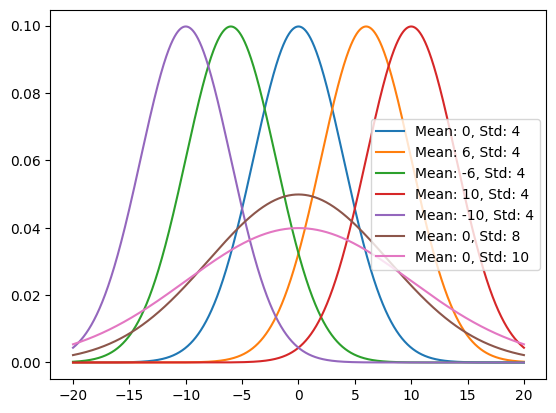 0.10
0.08
0.06
0.04
0.02
0.00
Mean: 0, Std: 4
Mean: 6, Std: 4
Mean: -6, Std: 4
Mean: 10, Std: 4
Mean: -10, Std: 4
Mean: 0, Std: 8
Mean: 0, Std: 10
−20 −15 −10 −5 0 5 10 15 20